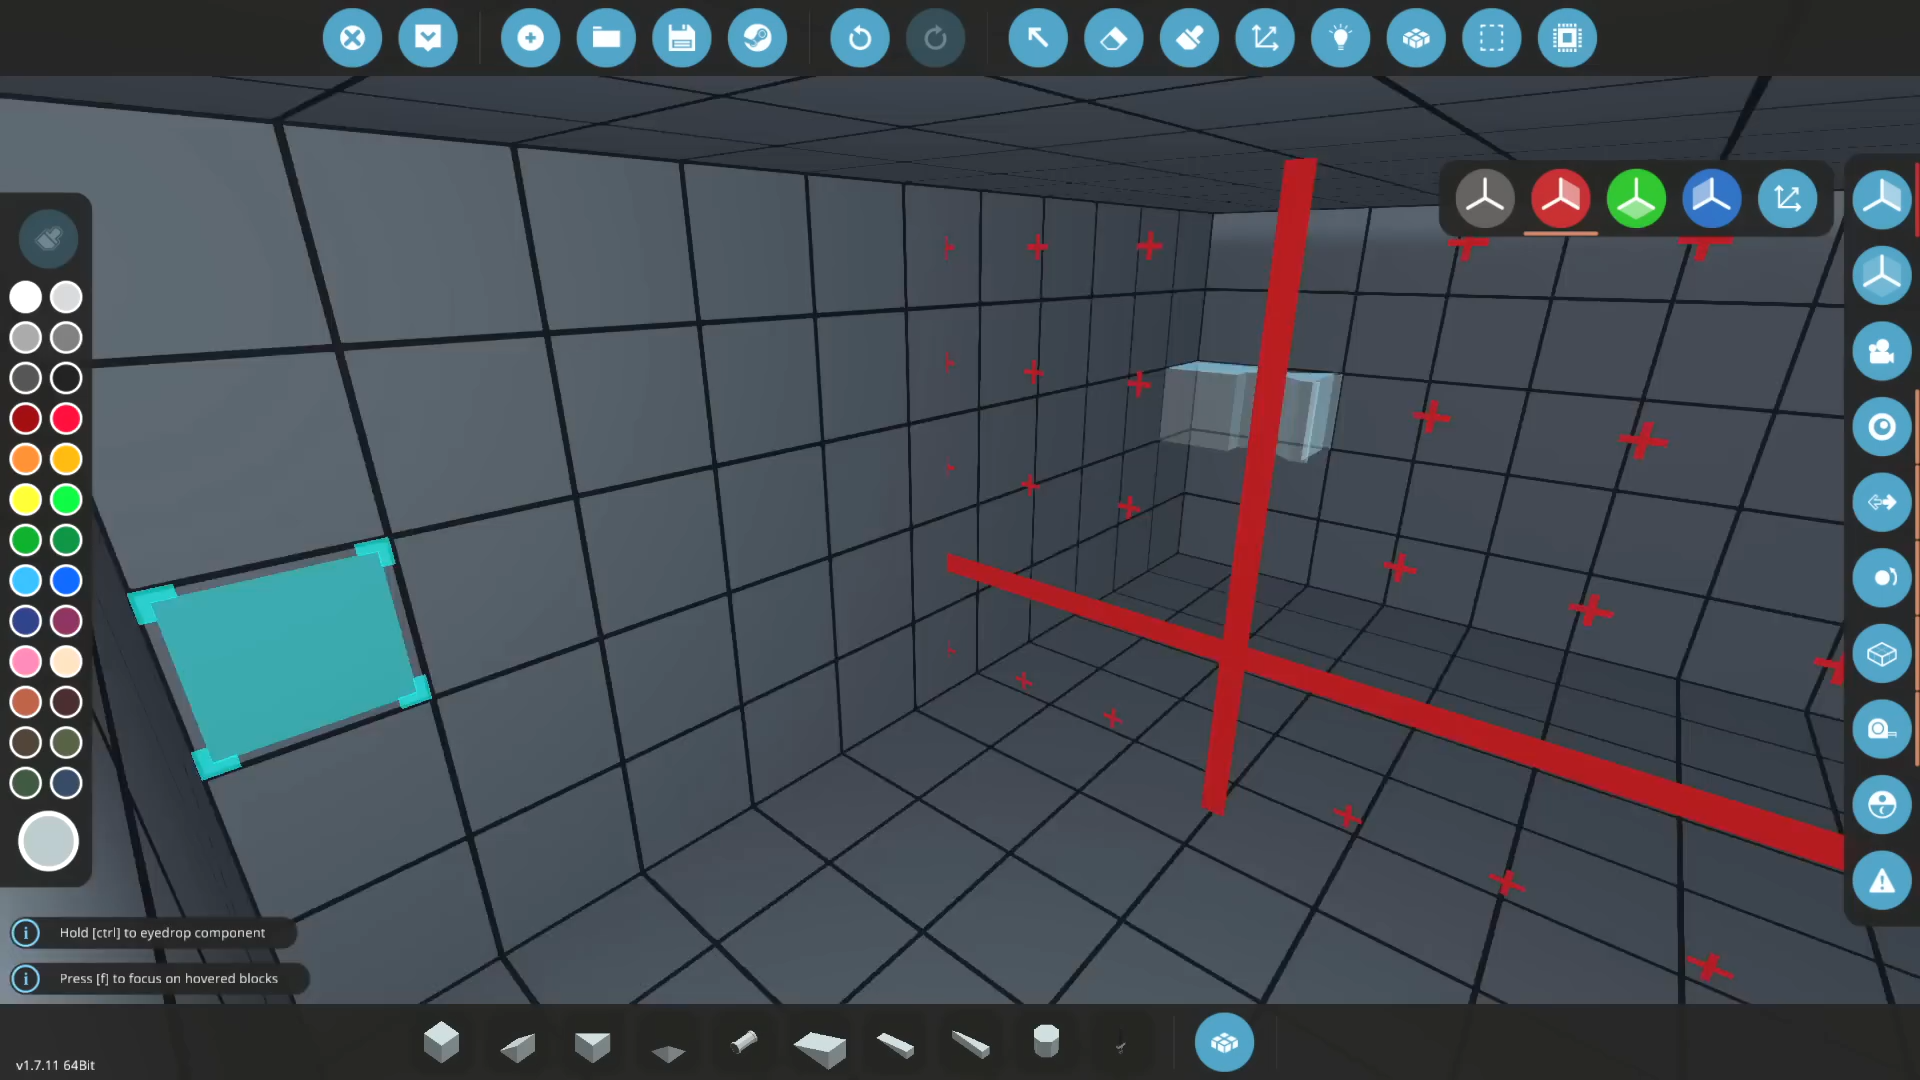 Hold [ctrl] to eyedrop component
Press [f] to focus on hovered blocks
v1.7.11 64Bit